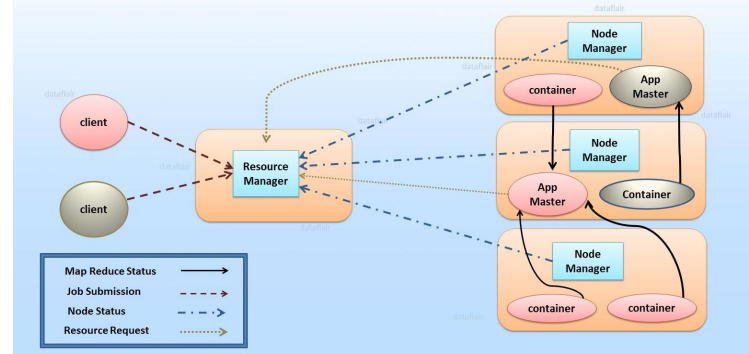 dataflair
Node
Manager
dataflair
container
App
Master
dataflair
client
dataflair
dataflair
dataflair
Resource
Manager
Node
Manager
App
Master
Container
client
dataflair
Node
Manager
container
container
dataflair
Map Reduce Status
Job Submission
Node Status
Resource Request